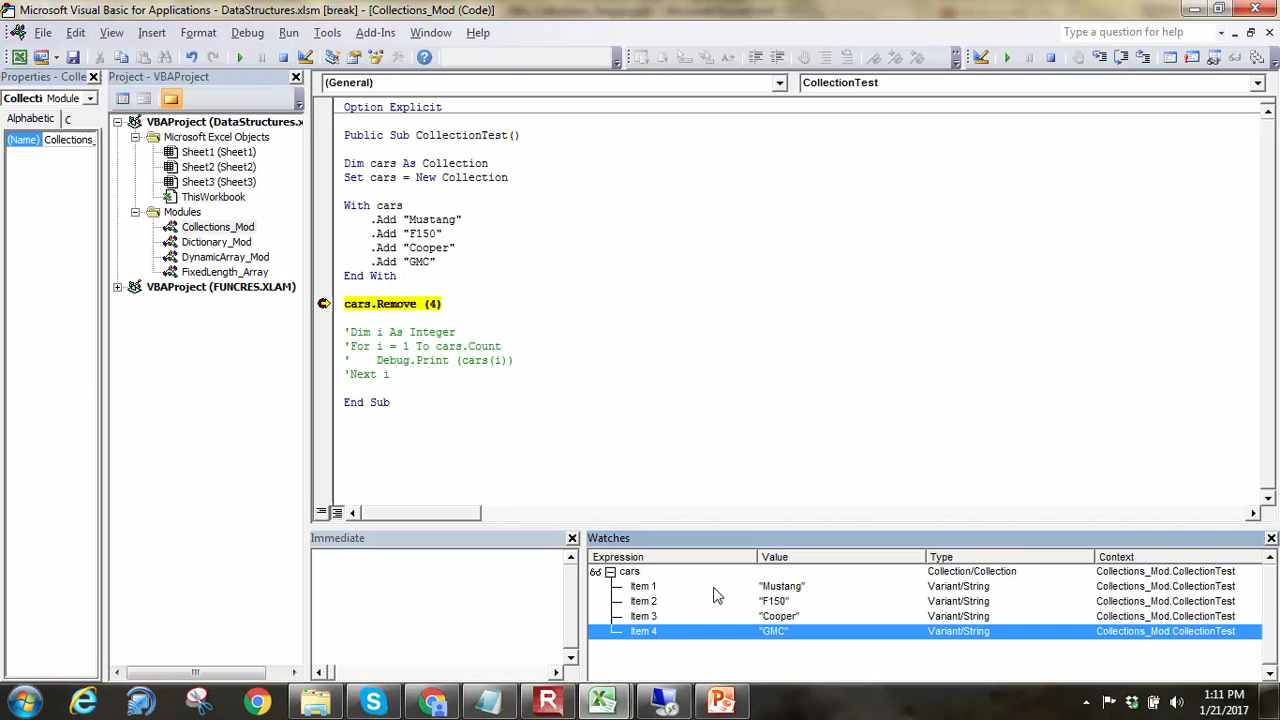 Microsoft Visual Basic for Applications - DataStructures.xlsm [break] - [Collections_Mod (Code)]
File Edit View Insert Format Debug Run Tools Add-Ins Window Help
Type a question for help
Properties - Colle
Project - VBAProject
Collecti Module
Alphabetic C
(Name) Collections_
VBAProject (DataStructures.x
Microsoft Excel Objects
Sheet1 (Sheet1)
Sheet2 (Sheet2)
Sheet3 (Sheet3)
ThisWorkbook
Modules
Collections_Mod
Dictionary_Mod
DynamicArray_Mod
FixedLength_Array
VBAProject (FUNCRES.XLAM)
(General)
CollectionTest
Option Explicit
Public Sub CollectionTest()
Dim cars As Collection
Set cars = New Collection
With cars
.Add "Mustang"
.Add "F150"
.Add "Cooper"
.Add "GMC"
End With
cars.Remove (4)
'Dim i As Integer
'For i = 1 To cars.Count
' Debug.Print (cars(i))
'Next i
End Sub
Immediate
Watches
Expression Value Type Context
cars Collection/Collection Collections_Mod.CollectionTest
Item 1 "Mustang" Variant/String Collections_Mod.CollectionTest
Item 2 "F150" Variant/String Collections_Mod.CollectionTest
Item 3 "Cooper" Variant/String Collections_Mod.CollectionTest
Item 4 "GMC" Variant/String Collections_Mod.CollectionTest
1:11 PM
1/21/2017